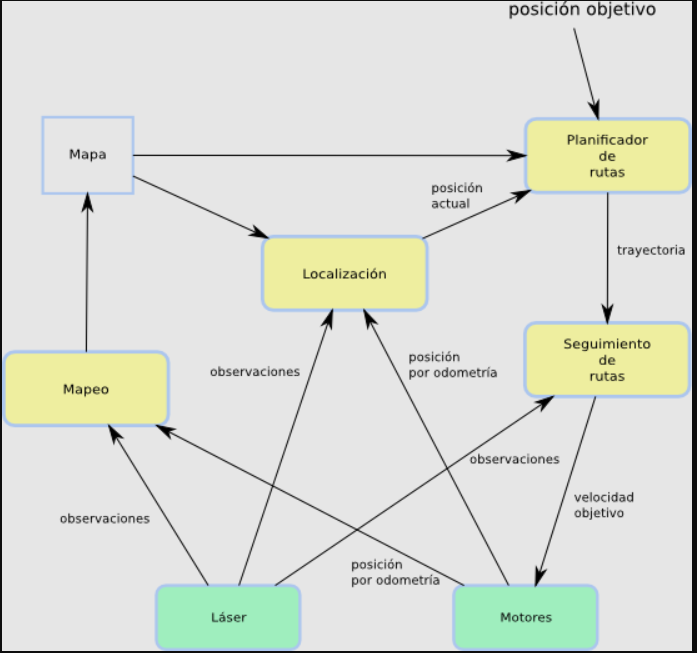 posición objetivo
Planificador
de
rutas
Mapa
posición
actual
Localización
trayectoria
Seguimiento
de
rutas
observaciones
posición
por odometría
Mapeo
observaciones
velocidad
objetivo
observaciones
posición
por odometría
Láser
Motores